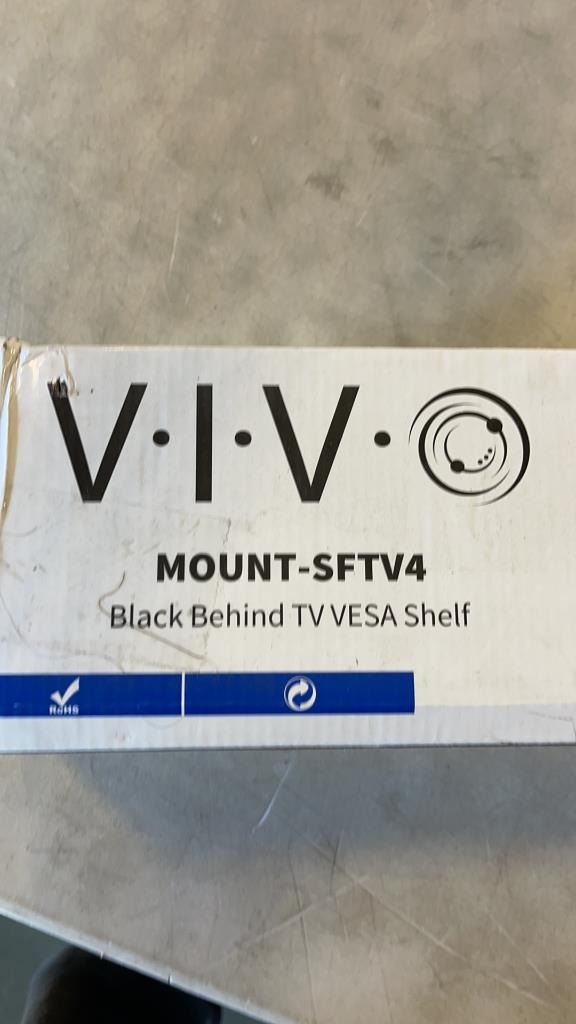 V·I·V·O
MOUNT-SFTV4
Black Behind TV VESA Shelf
RoHS